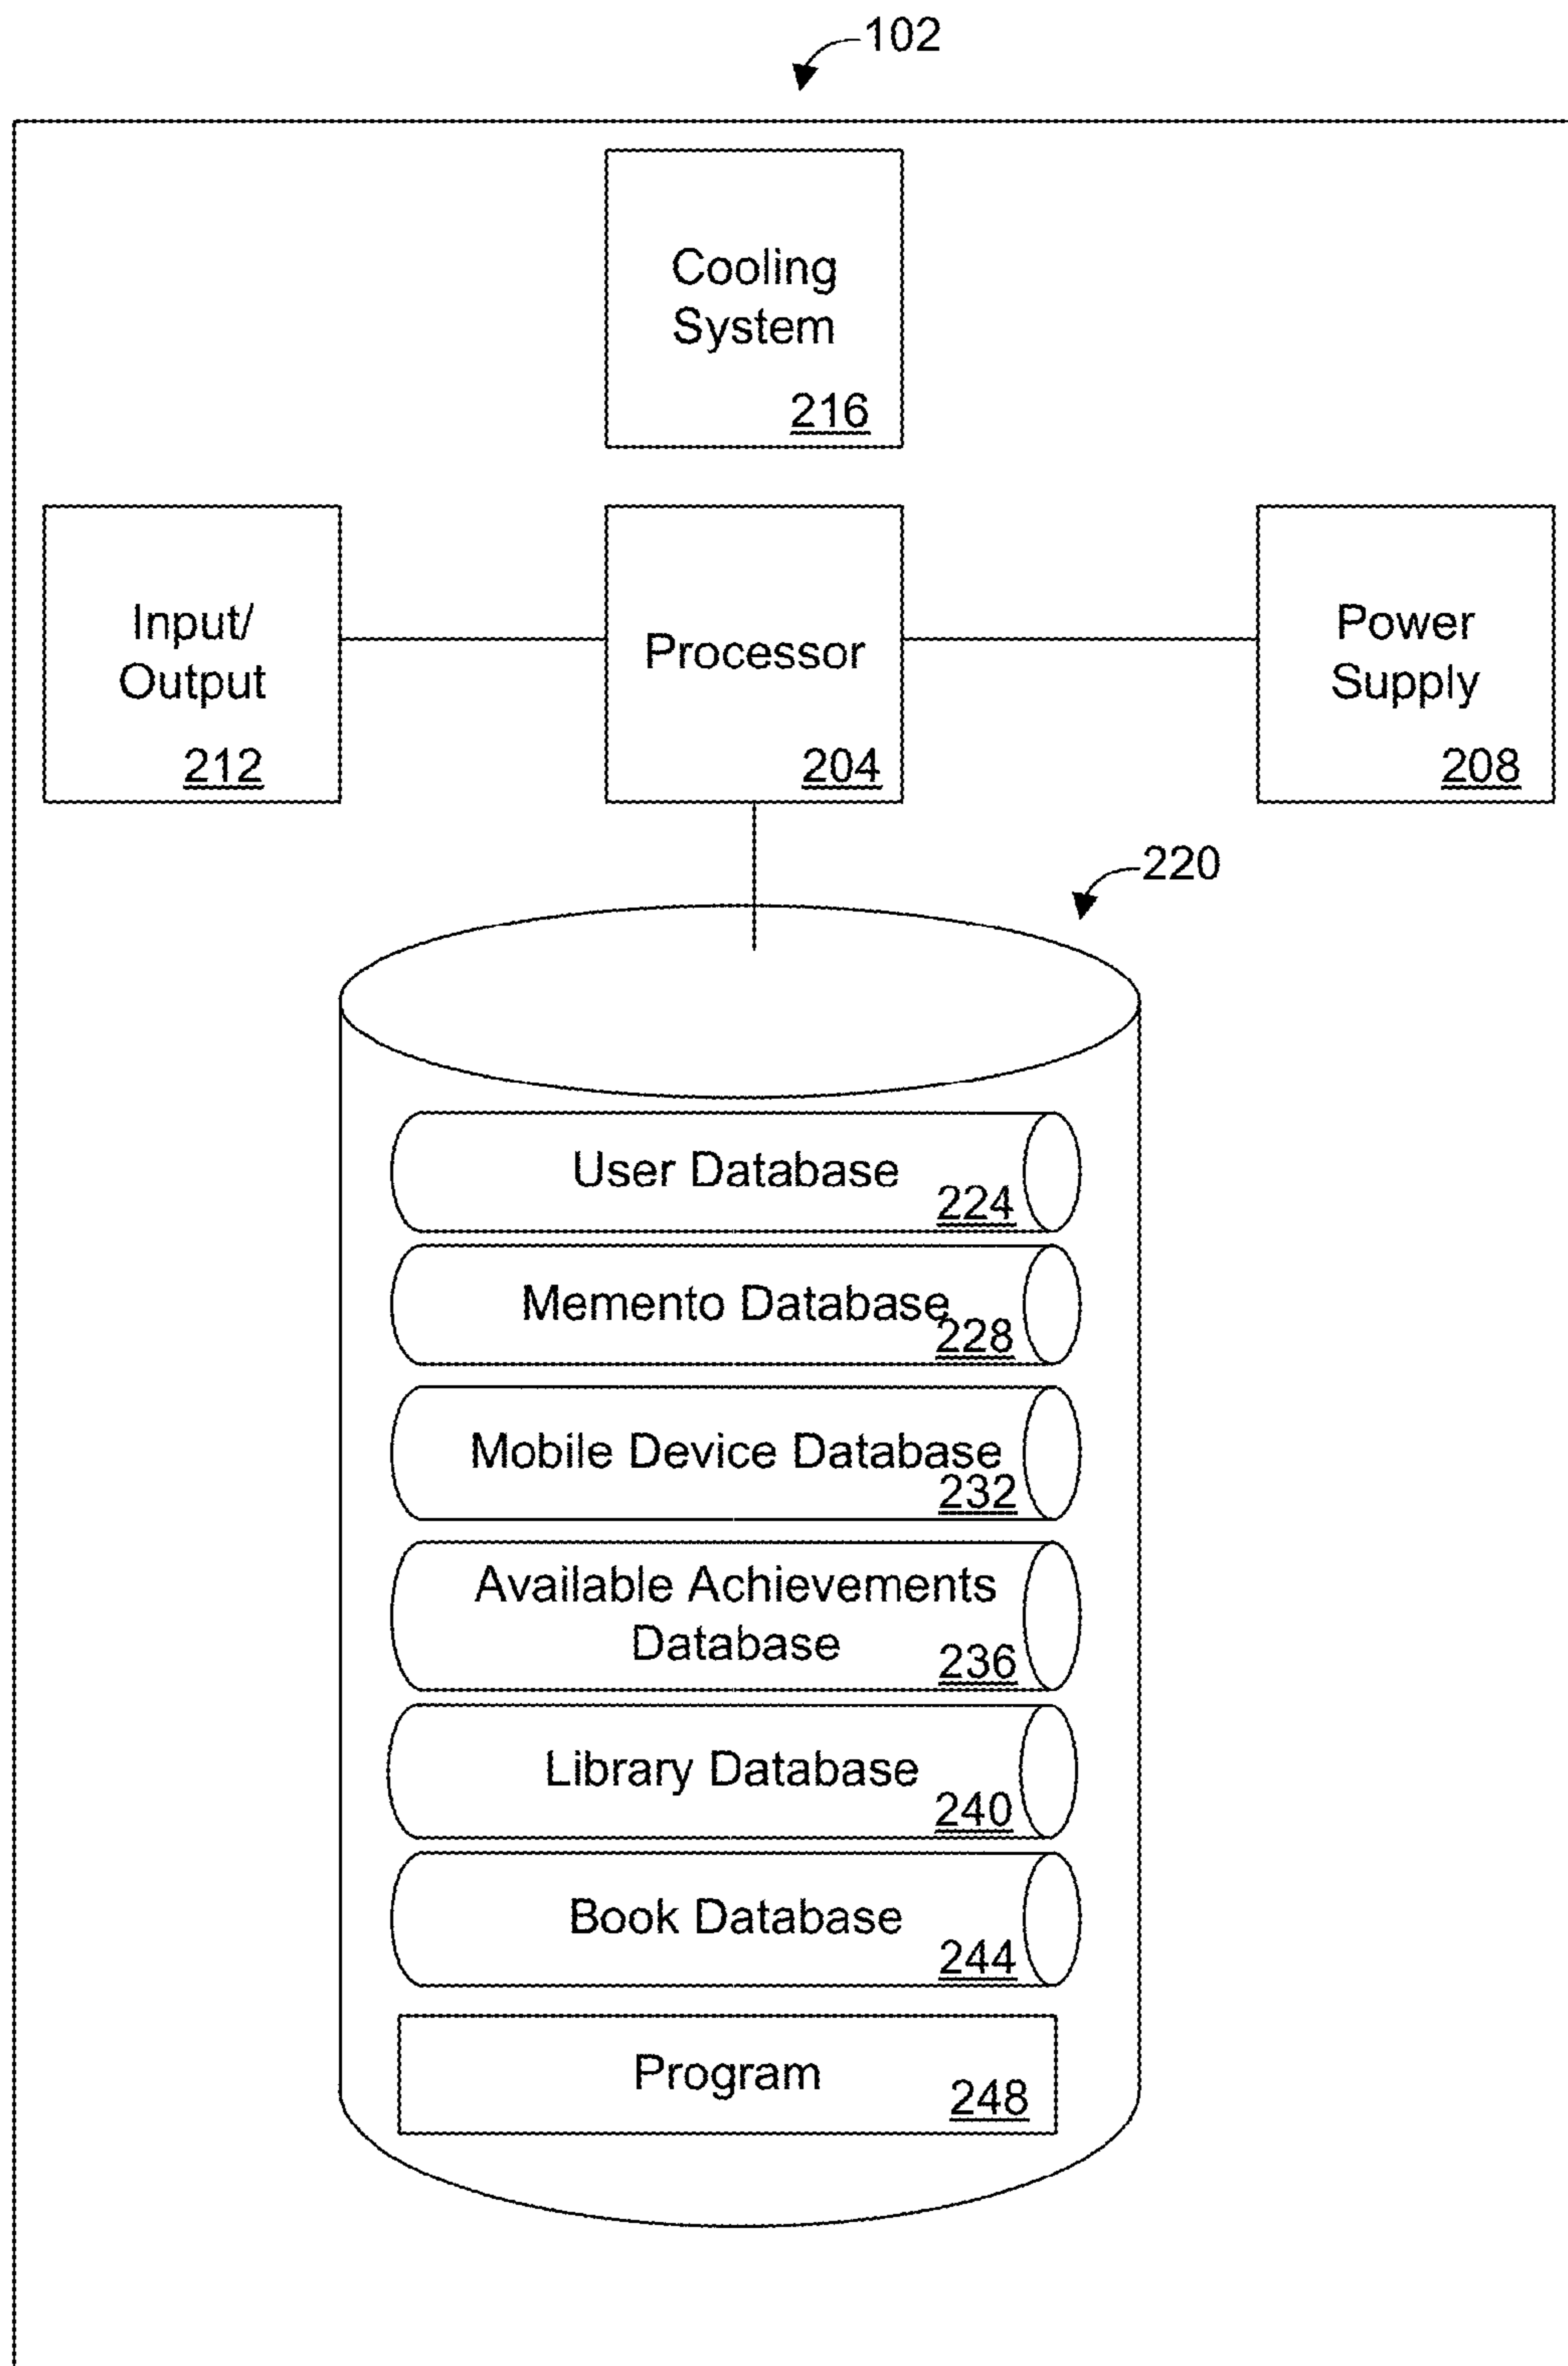 102
Cooling
System
216
Input/
Output
212
Processor
204
Power
Supply
208
220
User Database
224
Memento Database
228
Mobile Device Database
232
Available Achievements
Database
236
Library Database
240
Book Database
244
Program
248